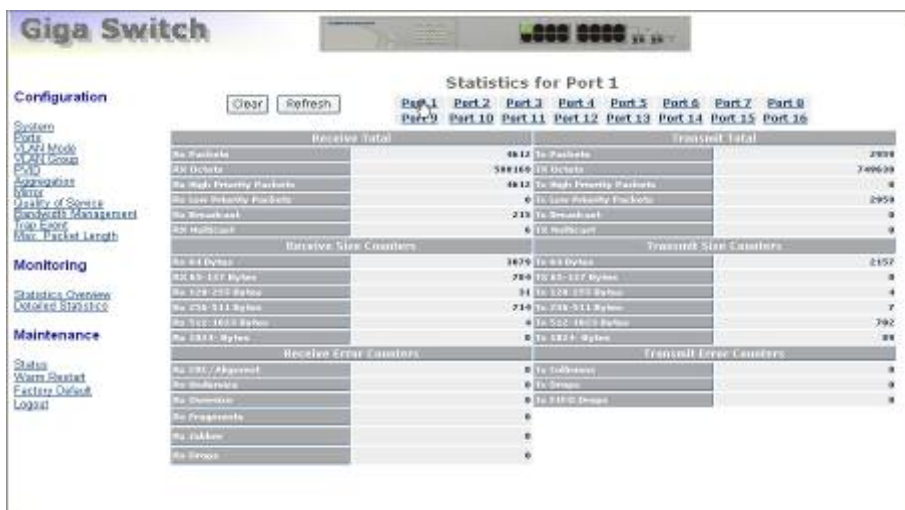 Giga Switch
Statistics for Port 1
Configuration
Clear Refresh
Port 1 Port 2 Port 3 Port 4 Port 5 Port 6 Port 7 Port 8
Port 9 Port 10 Port 11 Port 12 Port 13 Port 14 Port 15 Port 16
System
Ports
VLAN Mode
VLAN Group
PVID
Aggregation
Mirror
Quality of Service
Bandwidth Management
Trap Event
Max. Packet Length
Monitoring
Statistics Overview
Detailed Statistics
Maintenance
Status
Warm Restart
Factory Default
Logout
Receive Total Transmit Total
Rx Packets 4612 Tx Packets
RX Octets TX Octets 749630
Rx High Priority Packets 4612 Tx High Priority Packets 0
Rx Low Priority Packets 0 Tx Low Priority Packets
Rx Broadcast Tx Broadcast 0
RX Multicast TX Multicast 0
Receive Size Counters Transmit Size Counters
Rx 64 Bytes Tx 64 Bytes 2157
RX 65-127 Bytes TX 65-127 Bytes
Rx 128-255 Bytes Tx 128-255 Bytes 4
Rx 256-511 Bytes Tx 256-511 Bytes 7
Rx 512-1023 Bytes Tx 512-1023 Bytes 702
Rx 1024- Bytes 0 Tx 1024- Bytes
Receive Error Counters Transmit Error Counters
Rx CRC/Alignment 0 Tx Collisions 0
Rx Undersize 0 Tx Drops 0
Rx Oversize 0 Tx FIFO Drops 0
Rx Fragments 0
Rx Jabber 0
Rx Drops 0